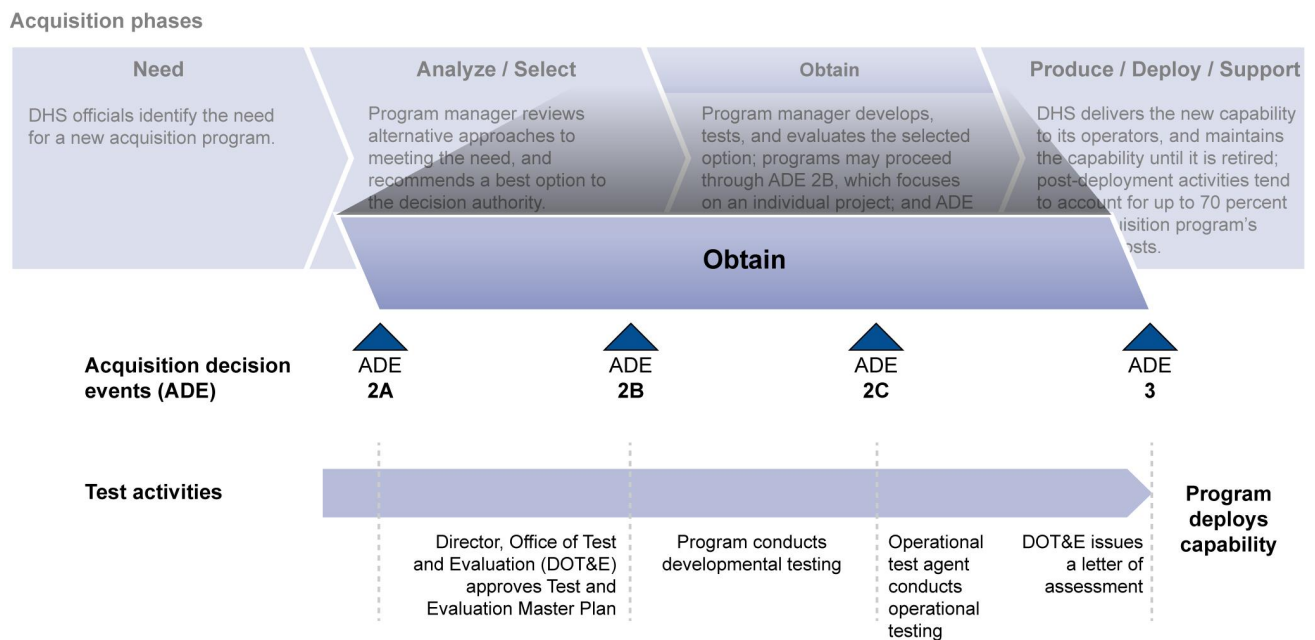 Acquisition phases
Need
DHS officials identify the need
for a new acquisition program.
Analyze / Select
Program manager reviews
alternative approaches to
meeting the need, and
recommends a best option to
the decision authority.
Obtain
Program manager develops,
tests, and evaluates the selected
option; programs may proceed
through ADE 2B, which focuses
on an individual project; and ADE
Produce / Deploy / Support
DHS delivers the new capability
to its operators, and maintains
the capability until it is retired;
post-deployment activities tend
to account for up to 70 percent
program's
Obtain
Acquisition decision
events (ADE)
ADE
2A
ADE
2B
ADE
2C
ADE
3
Test activities
Director, Office of Test
and Evaluation (DOT&E)
approves Test and
Evaluation Master Plan
Program conducts
developmental testing
Operational
test agent
conducts
operational
testing
DOT&E issues
a letter of
assessment
Program
deploys
capability